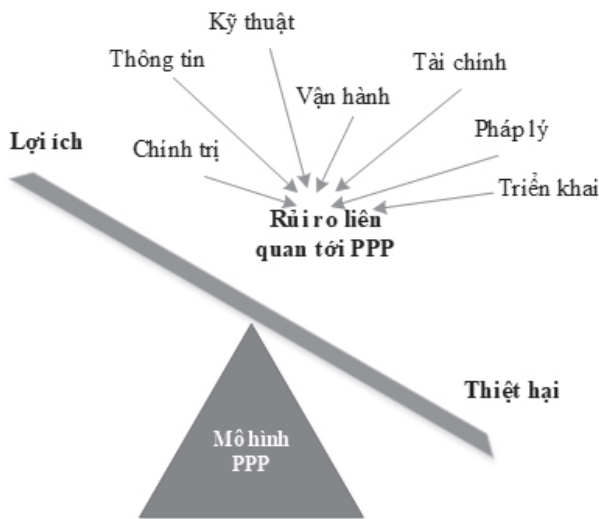 Kỹ thuật
Thông tin
Tài chính
Vận hành
Pháp lý
Lợi ích
Chính trị
Triển khai
Rủi ro liên
quan tới PPP
Thiệt hại
Mô hình
PPP